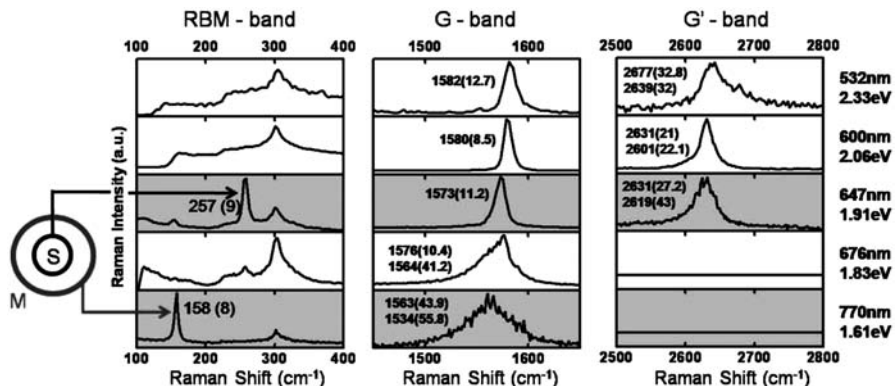 RBM - band
G - band
G' - band
100 200 300 400
1500 1600
2500 2600 2700 2800
1582(12.7)
2677(32.8)
2639(32)
532nm
2.33eV
1580(8.5)
2631(21)
2601(22.1)
600nm
2.06eV
257 (9)
1573(11.2)
2631(27.2)
2619(43)
647nm
1.91eV
1576(10.4)
1564(41.2)
676nm
1.83eV
158 (8)
1563(43.9)
1534(55.8)
770nm
1.61eV
S
M
Raman Intensity (a.u.)
100 200 300 400
1500 1600
2500 2600 2700 2800
Raman Shift (cm⁻¹)
Raman Shift (cm⁻¹)
Raman Shift (cm⁻¹)